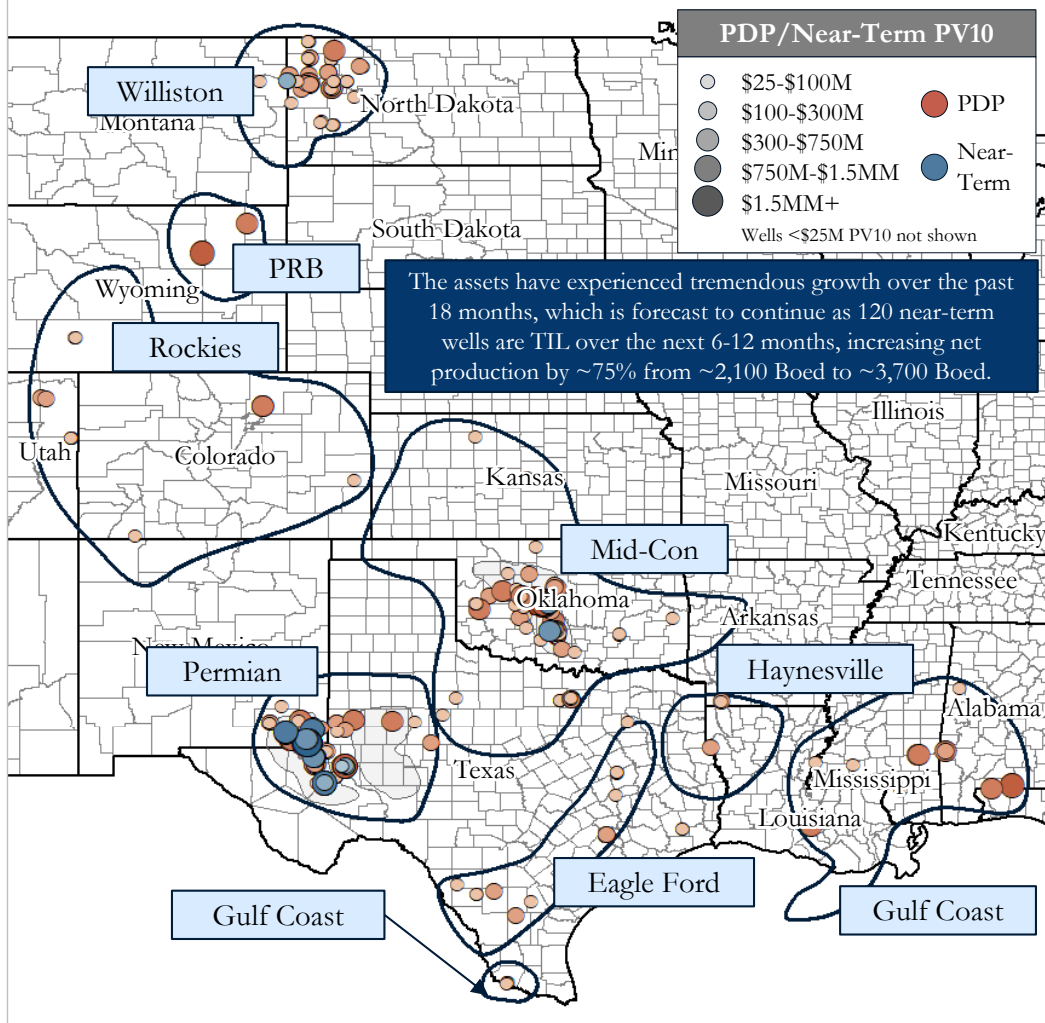 PDP/Near-Term PV10
$25-$100M
$100-$300M
$300-$750M
$750M-$1.5MM
$1.5MM+
PDP
Near-
Term
Wells <$25M PV10 not shown
Williston
Montana
North Dakota
Min
South Dakota
PRB
Wyoming
Rockies
The assets have experienced tremendous growth over the past
18 months, which is forecast to continue as 120 near-term
wells are TIL over the next 6-12 months, increasing net
production by ~75% from ~2,100 Boed to ~3,700 Boed.
Illinois
Utah
Colorado
Kansas
Missouri
Kentucky
Mid-Con
Tennessee
Oklahoma
Arkansas
New Mexico
Permian
Haynesville
Alabama
Texas
Mississippi
Louisiana
Eagle Ford
Gulf Coast
Gulf Coast